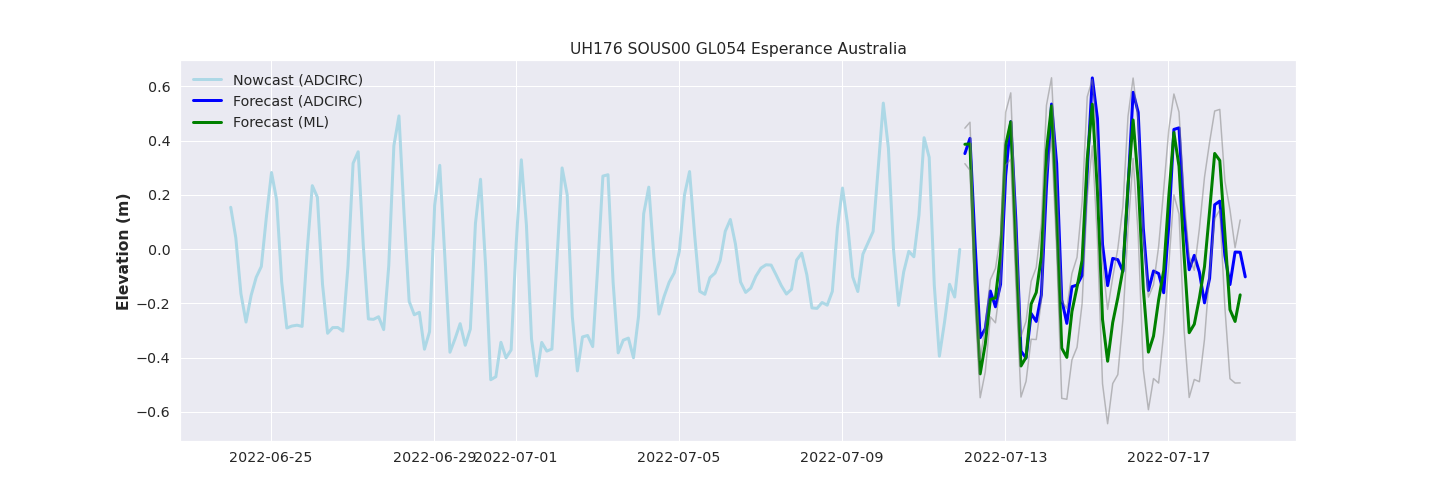 UH176 SOUS00 GL054 Esperance Australia
Nowcast (ADCIRC)
Forecast (ADCIRC)
Forecast (ML)
Elevation (m)
0.6
0.4
0.2
0.0
−0.2
−0.4
−0.6
2022-06-25 2022-06-29 2022-07-01 2022-07-05 2022-07-09 2022-07-13 2022-07-17